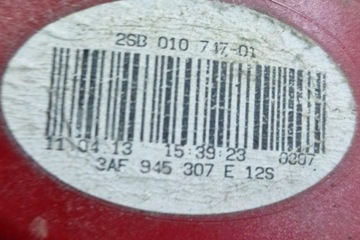 2SB 010 747-01
11.04.13 15:39:23 0307
3AF 945 307 E 12S